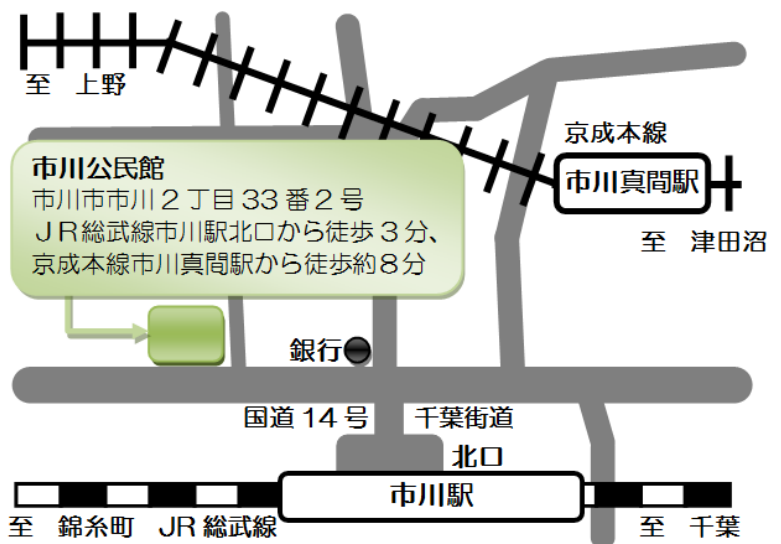 至 上野
京成本線
市川真間駅
至 津田沼
市川公民館
市川市市川２丁目33番２号
ＪＲ総武線市川駅北口から徒歩３分、
京成本線市川真間駅から徒歩約８分
銀行
国道14号 千葉街道
北口
市川駅
至 錦糸町 JR総武線 至 千葉